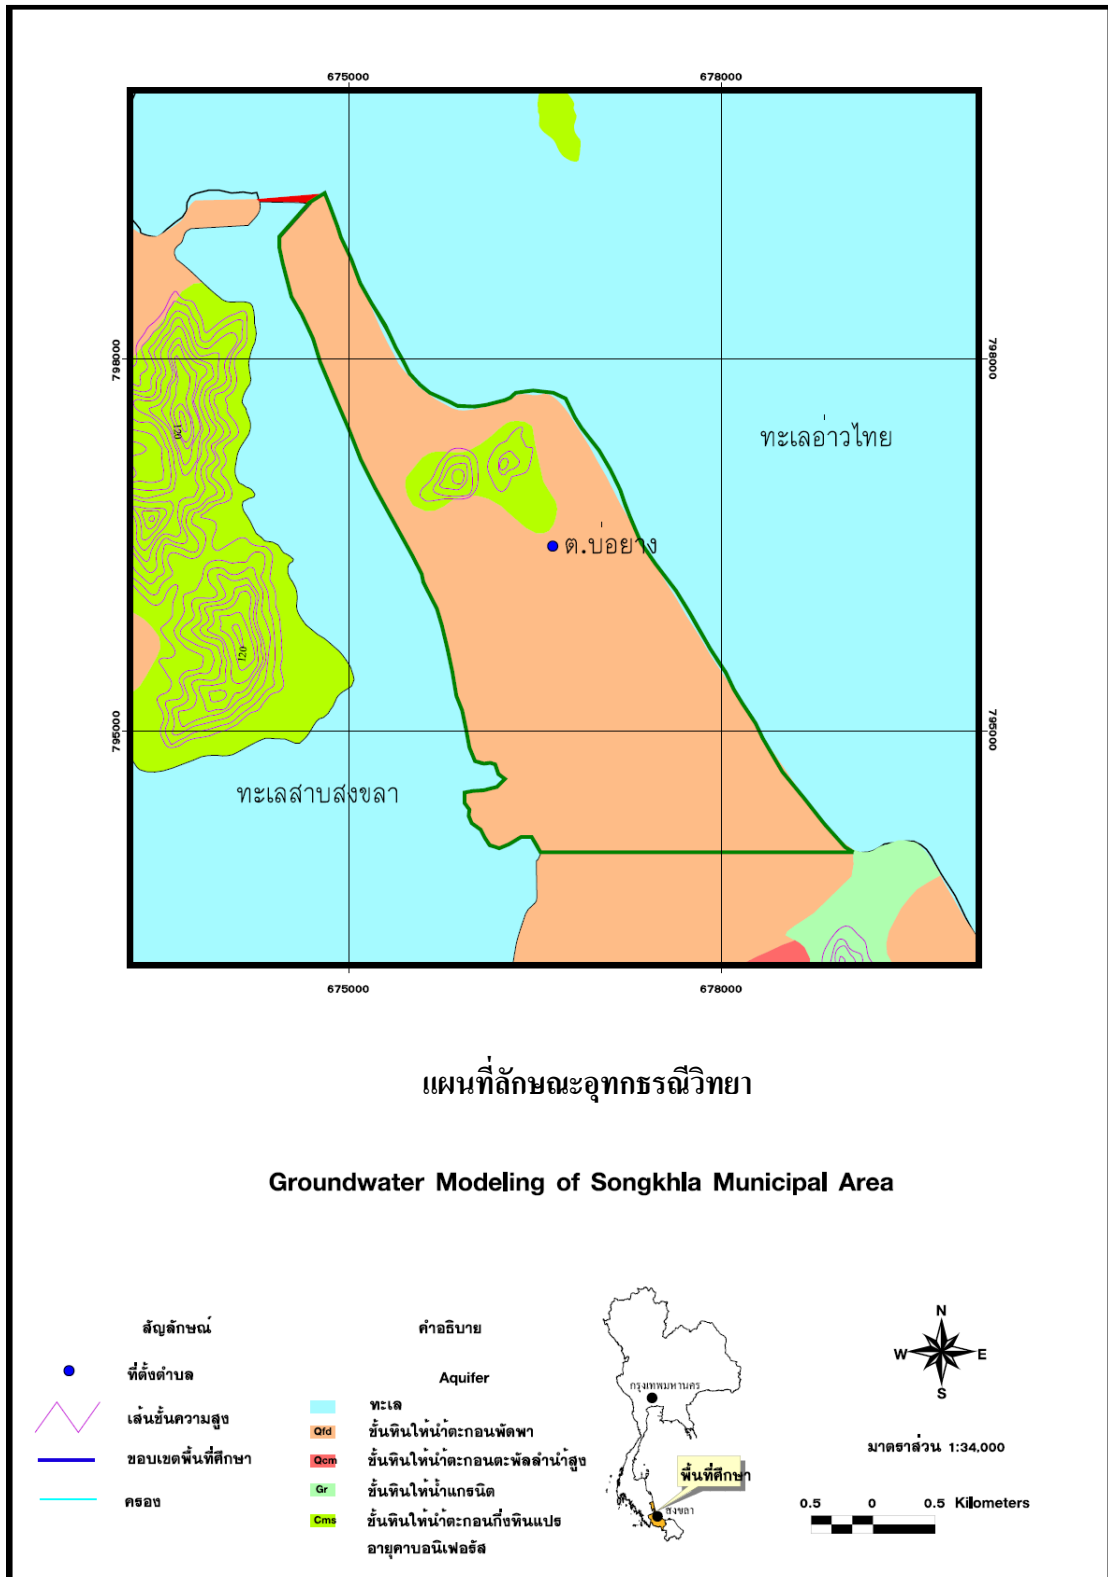 675000 678000
798000 798000
120
ทะเลอ่าวไทย
ต.บ่อยาง
120
795000 795000
ทะเลสาบสงขลา
675000 678000
แผนที่ลักษณะอุทกธรณีวิทยา
Groundwater Modeling of Songkhla Municipal Area
สัญลักษณ์
ที่ตั้งตำบล
เส้นชั้นความสูง
ขอบเขตพื้นที่ศึกษา
ครอง
คำอธิบาย
Aquifer
ทะเล
Qfd ชั้นหินให้น้ำตะกอนพัดพา
Qcm ชั้นหินให้น้ำตะกอนตะพัลลำน้ำสูง
Gr ชั้นหินให้น้ำแกรนิต
Cms ชั้นหินให้น้ำตะกอนกึ่งหินแปร
อายุคาบอนิเฟอรัส
กรุงเทพมหานคร
พื้นที่ศึกษา
สงขลา
N
W E
S
มาตราส่วน 1:34,000
0.5 0 0.5 Kilometers